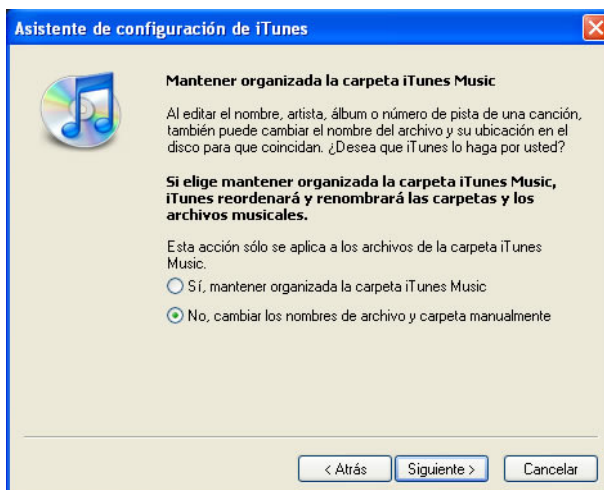 Asistente de configuración de iTunes
Mantener organizada la carpeta iTunes Music
Al editar el nombre, artista, álbum o número de pista de una canción,
también puede cambiar el nombre del archivo y su ubicación en el
disco para que coincidan. ¿Desea que iTunes lo haga por usted?
Si elige mantener organizada la carpeta iTunes Music,
iTunes reordenará y renombrará las carpetas y los
archivos musicales.
Esta acción sólo se aplica a los archivos de la carpeta iTunes
Music.
Sí, mantener organizada la carpeta iTunes Music
No, cambiar los nombres de archivo y carpeta manualmente
< Atrás Siguiente > Cancelar